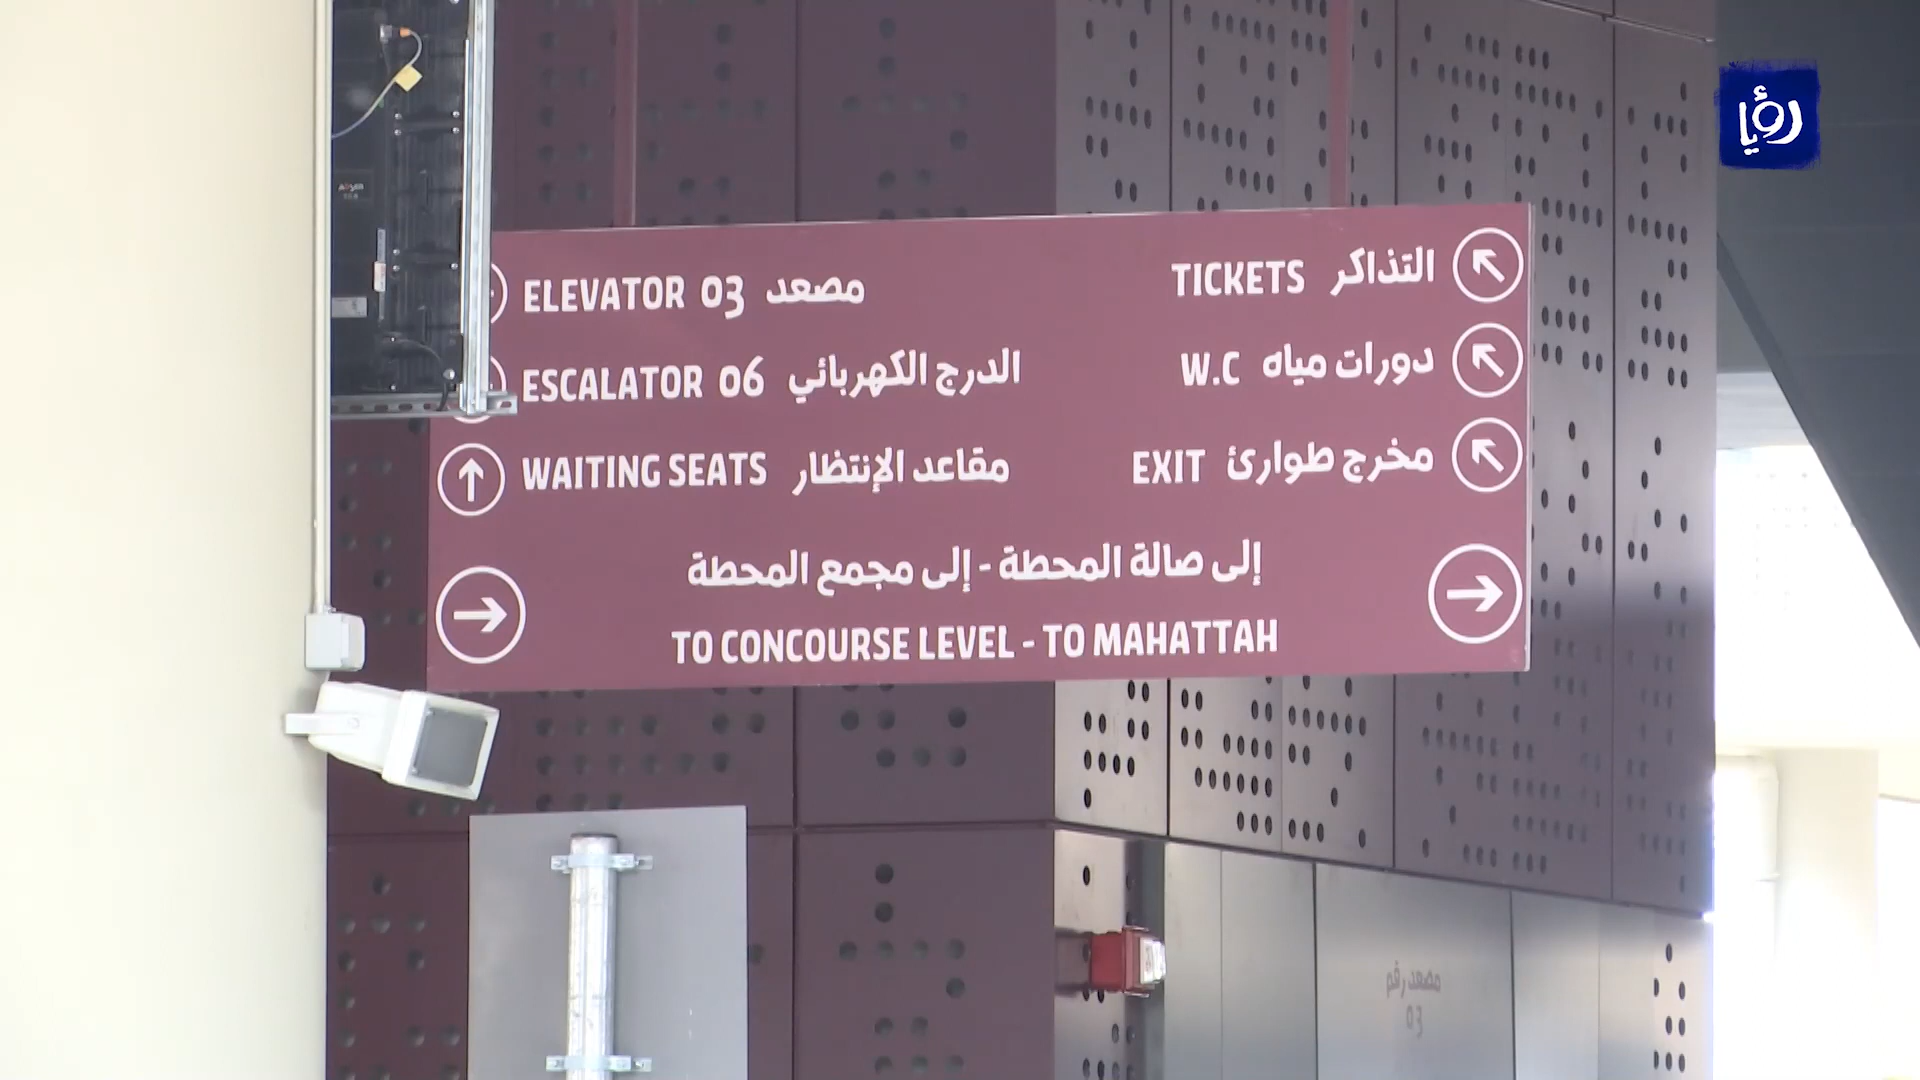 رؤيا
ELEVATOR 03 مصعد
ESCALATOR 06 الدرج الكهربائي
WAITING SEATS مقاعد الإنتظار
TICKETS التذاكر
W.C دورات مياه
EXIT مخرج طوارئ
إلى صالة المحطة - إلى مجمع المحطة
TO CONCOURSE LEVEL - TO MAHATTAH
مصعد رقم
03